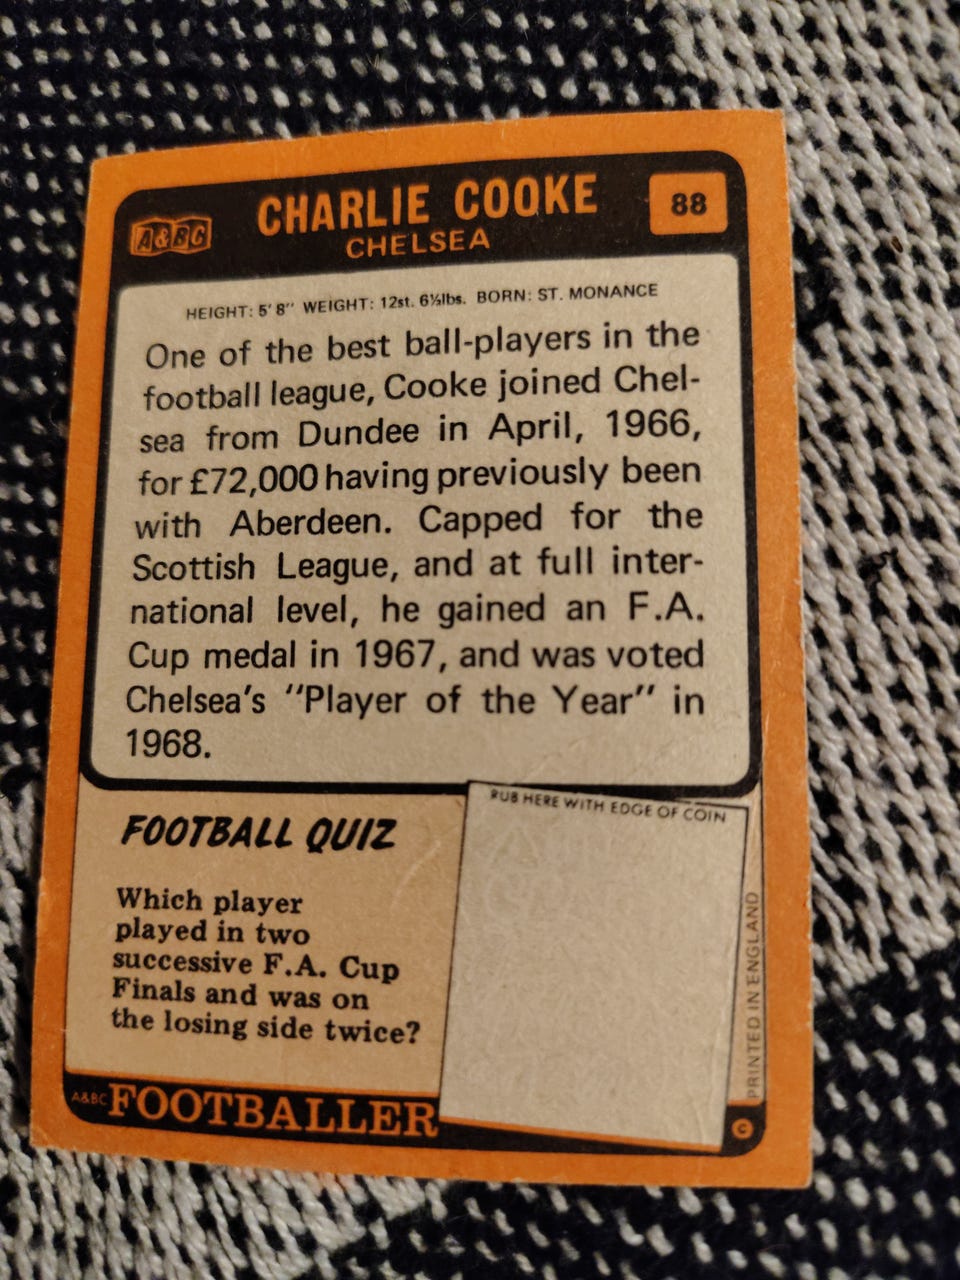 A&BC
CHARLIE COOKE
88
CHELSEA
HEIGHT: 5' 8" WEIGHT: 12st. 6½lbs. BORN: ST. MONANCE
One of the best ball-players in the
football league, Cooke joined Chel-
sea from Dundee in April, 1966,
for £72,000 having previously been
with Aberdeen. Capped for the
Scottish League, and at full inter-
national level, he gained an F.A.
Cup medal in 1967, and was voted
Chelsea's "Player of the Year" in
1968.
FOOTBALL QUIZ
Which player
played in two
successive F.A. Cup
Finals and was on
the losing side twice?
RUB HERE WITH EDGE OF COIN
PRINTED IN ENGLAND
A&BC FOOTBALLER
G